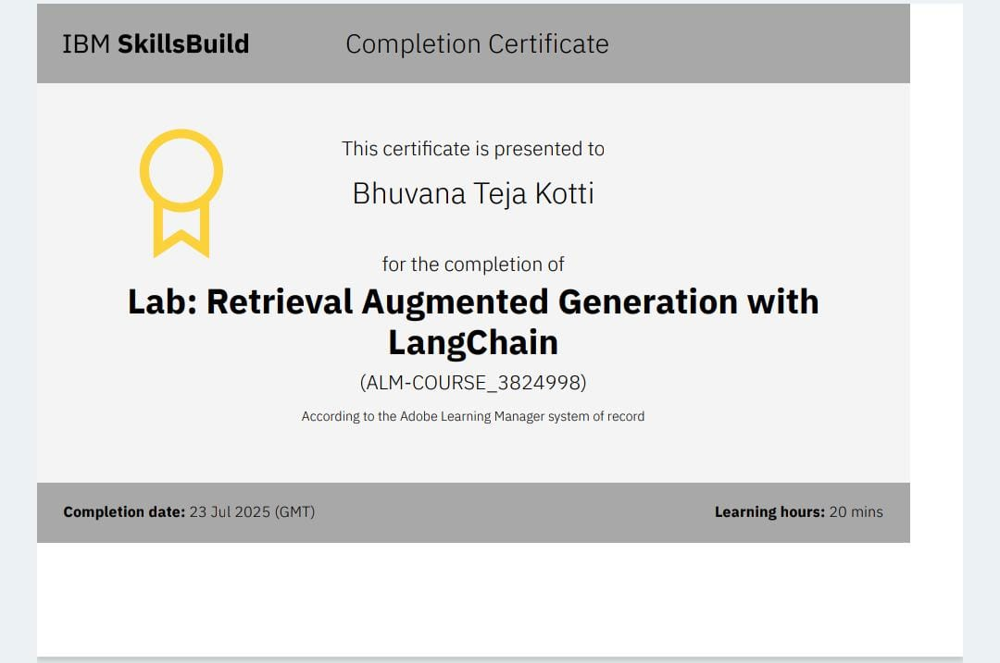 IBM SkillsBuild
Completion Certificate
This certificate is presented to
Bhuvana Teja Kotti
for the completion of
Lab: Retrieval Augmented Generation with
LangChain
(ALM-COURSE_3824998)
According to the Adobe Learning Manager system of record
Completion date: 23 Jul 2025 (GMT)
Learning hours: 20 mins